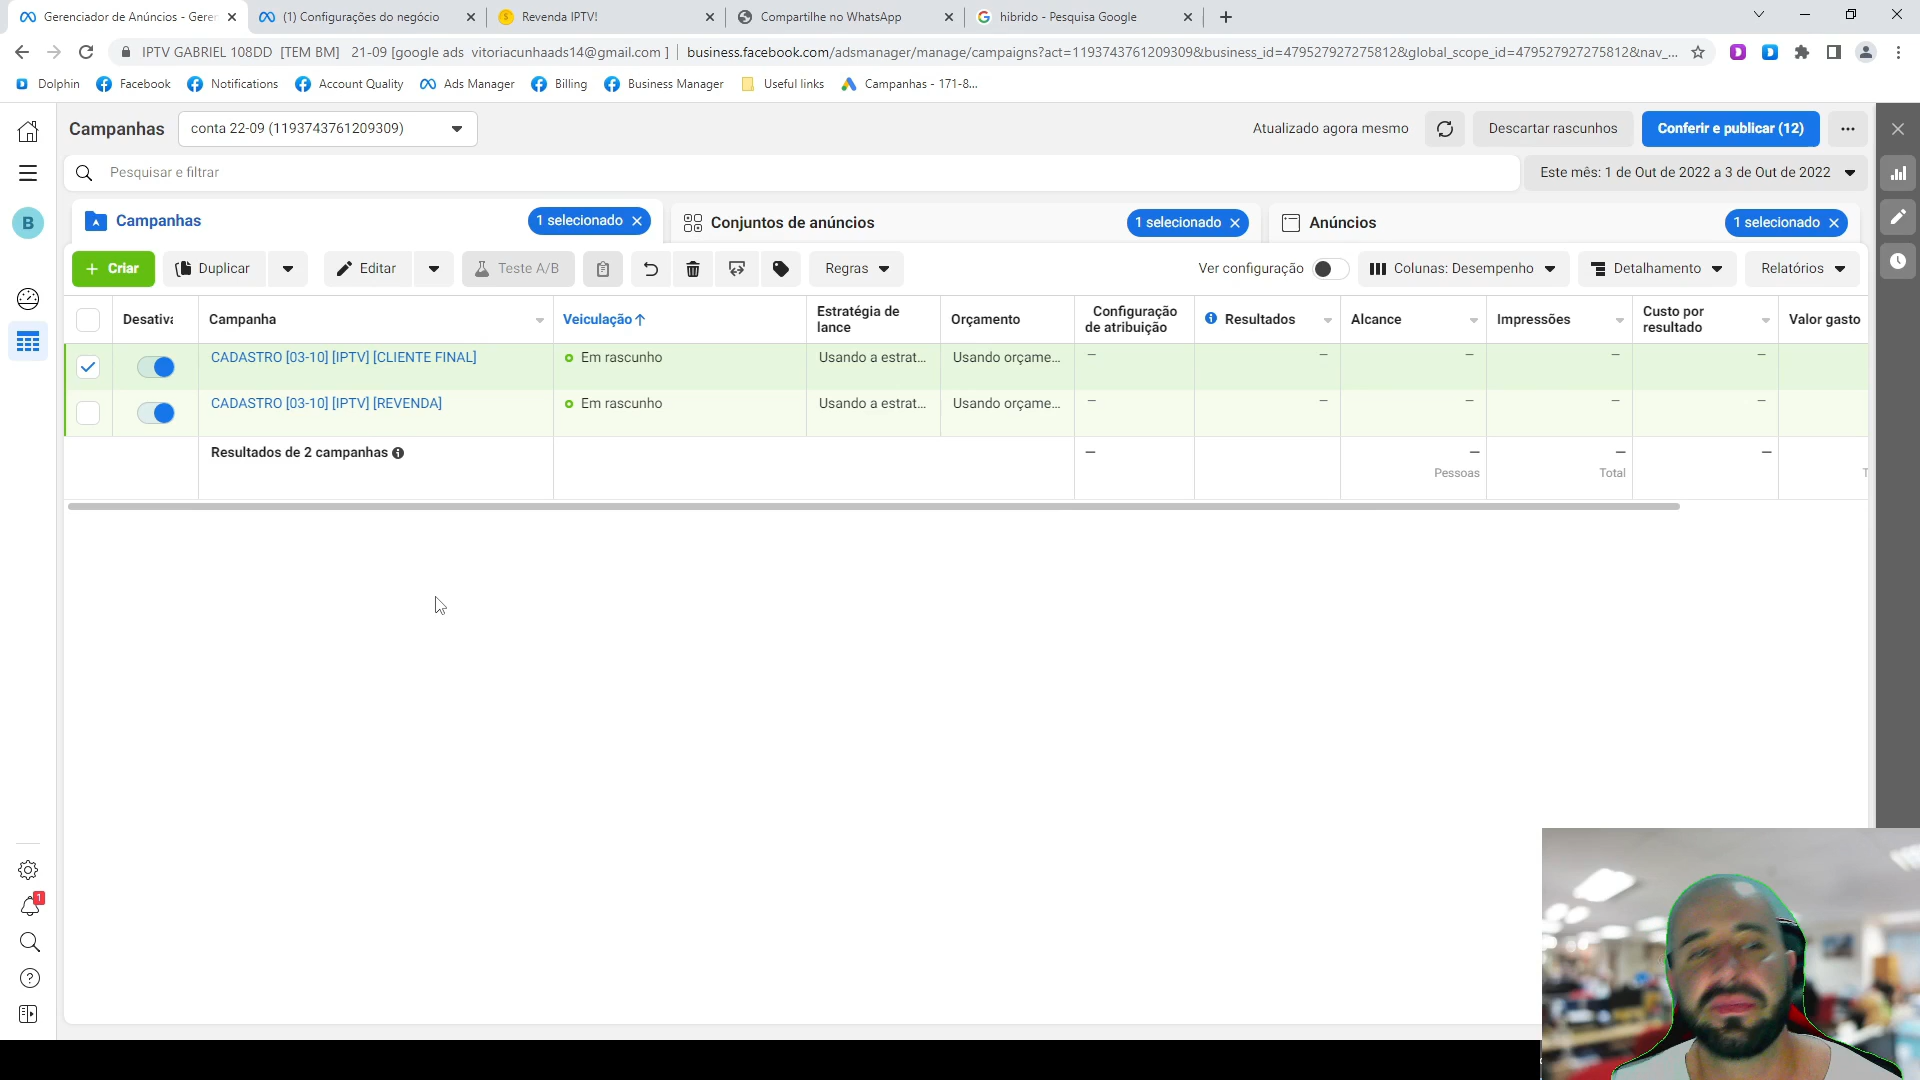 Gerenciador de Anúncios - Geren
(1) Configurações do negócio
Revenda IPTV!
Compartilhe no WhatsApp
hibrido - Pesquisa Google
IPTV GABRIEL 108DD [TEM BM] 21-09 [google ads vitoriacunhaads14@gmail.com ]
business.facebook.com/adsmanager/manage/campaigns?act=1193743761209309&business_id=479527927275812&global_scope_id=479527927275812&nav_...
Dolphin
Facebook
Notifications
Account Quality
Ads Manager
Billing
Business Manager
Useful links
Campanhas - 171-8...
Campanhas
conta 22-09 (1193743761209309)
Atualizado agora mesmo
Descartar rascunhos
Conferir e publicar (12)
Pesquisar e filtrar
Este mês: 1 de Out de 2022 a 3 de Out de 2022
B
Campanhas
1 selecionado
Conjuntos de anúncios
1 selecionado
Anúncios
1 selecionado
+ Criar
Duplicar
Editar
Teste A/B
Regras
Ver configuração
Colunas: Desempenho
Detalhamento
Relatórios
Desativa
Campanha
Veiculação↑
Estratégia de lance
Orçamento
Configuração de atribuição
Resultados
Alcance
Impressões
Custo por resultado
Valor gasto
CADASTRO [03-10] [IPTV] [CLIENTE FINAL]
Em rascunho
Usando a estrat...
Usando orçame...
—
—
—
—
—
CADASTRO [03-10] [IPTV] [REVENDA]
Em rascunho
Usando a estrat...
Usando orçame...
—
—
—
—
—
Resultados de 2 campanhas
—
—
Pessoas
—
Total
—
T
1